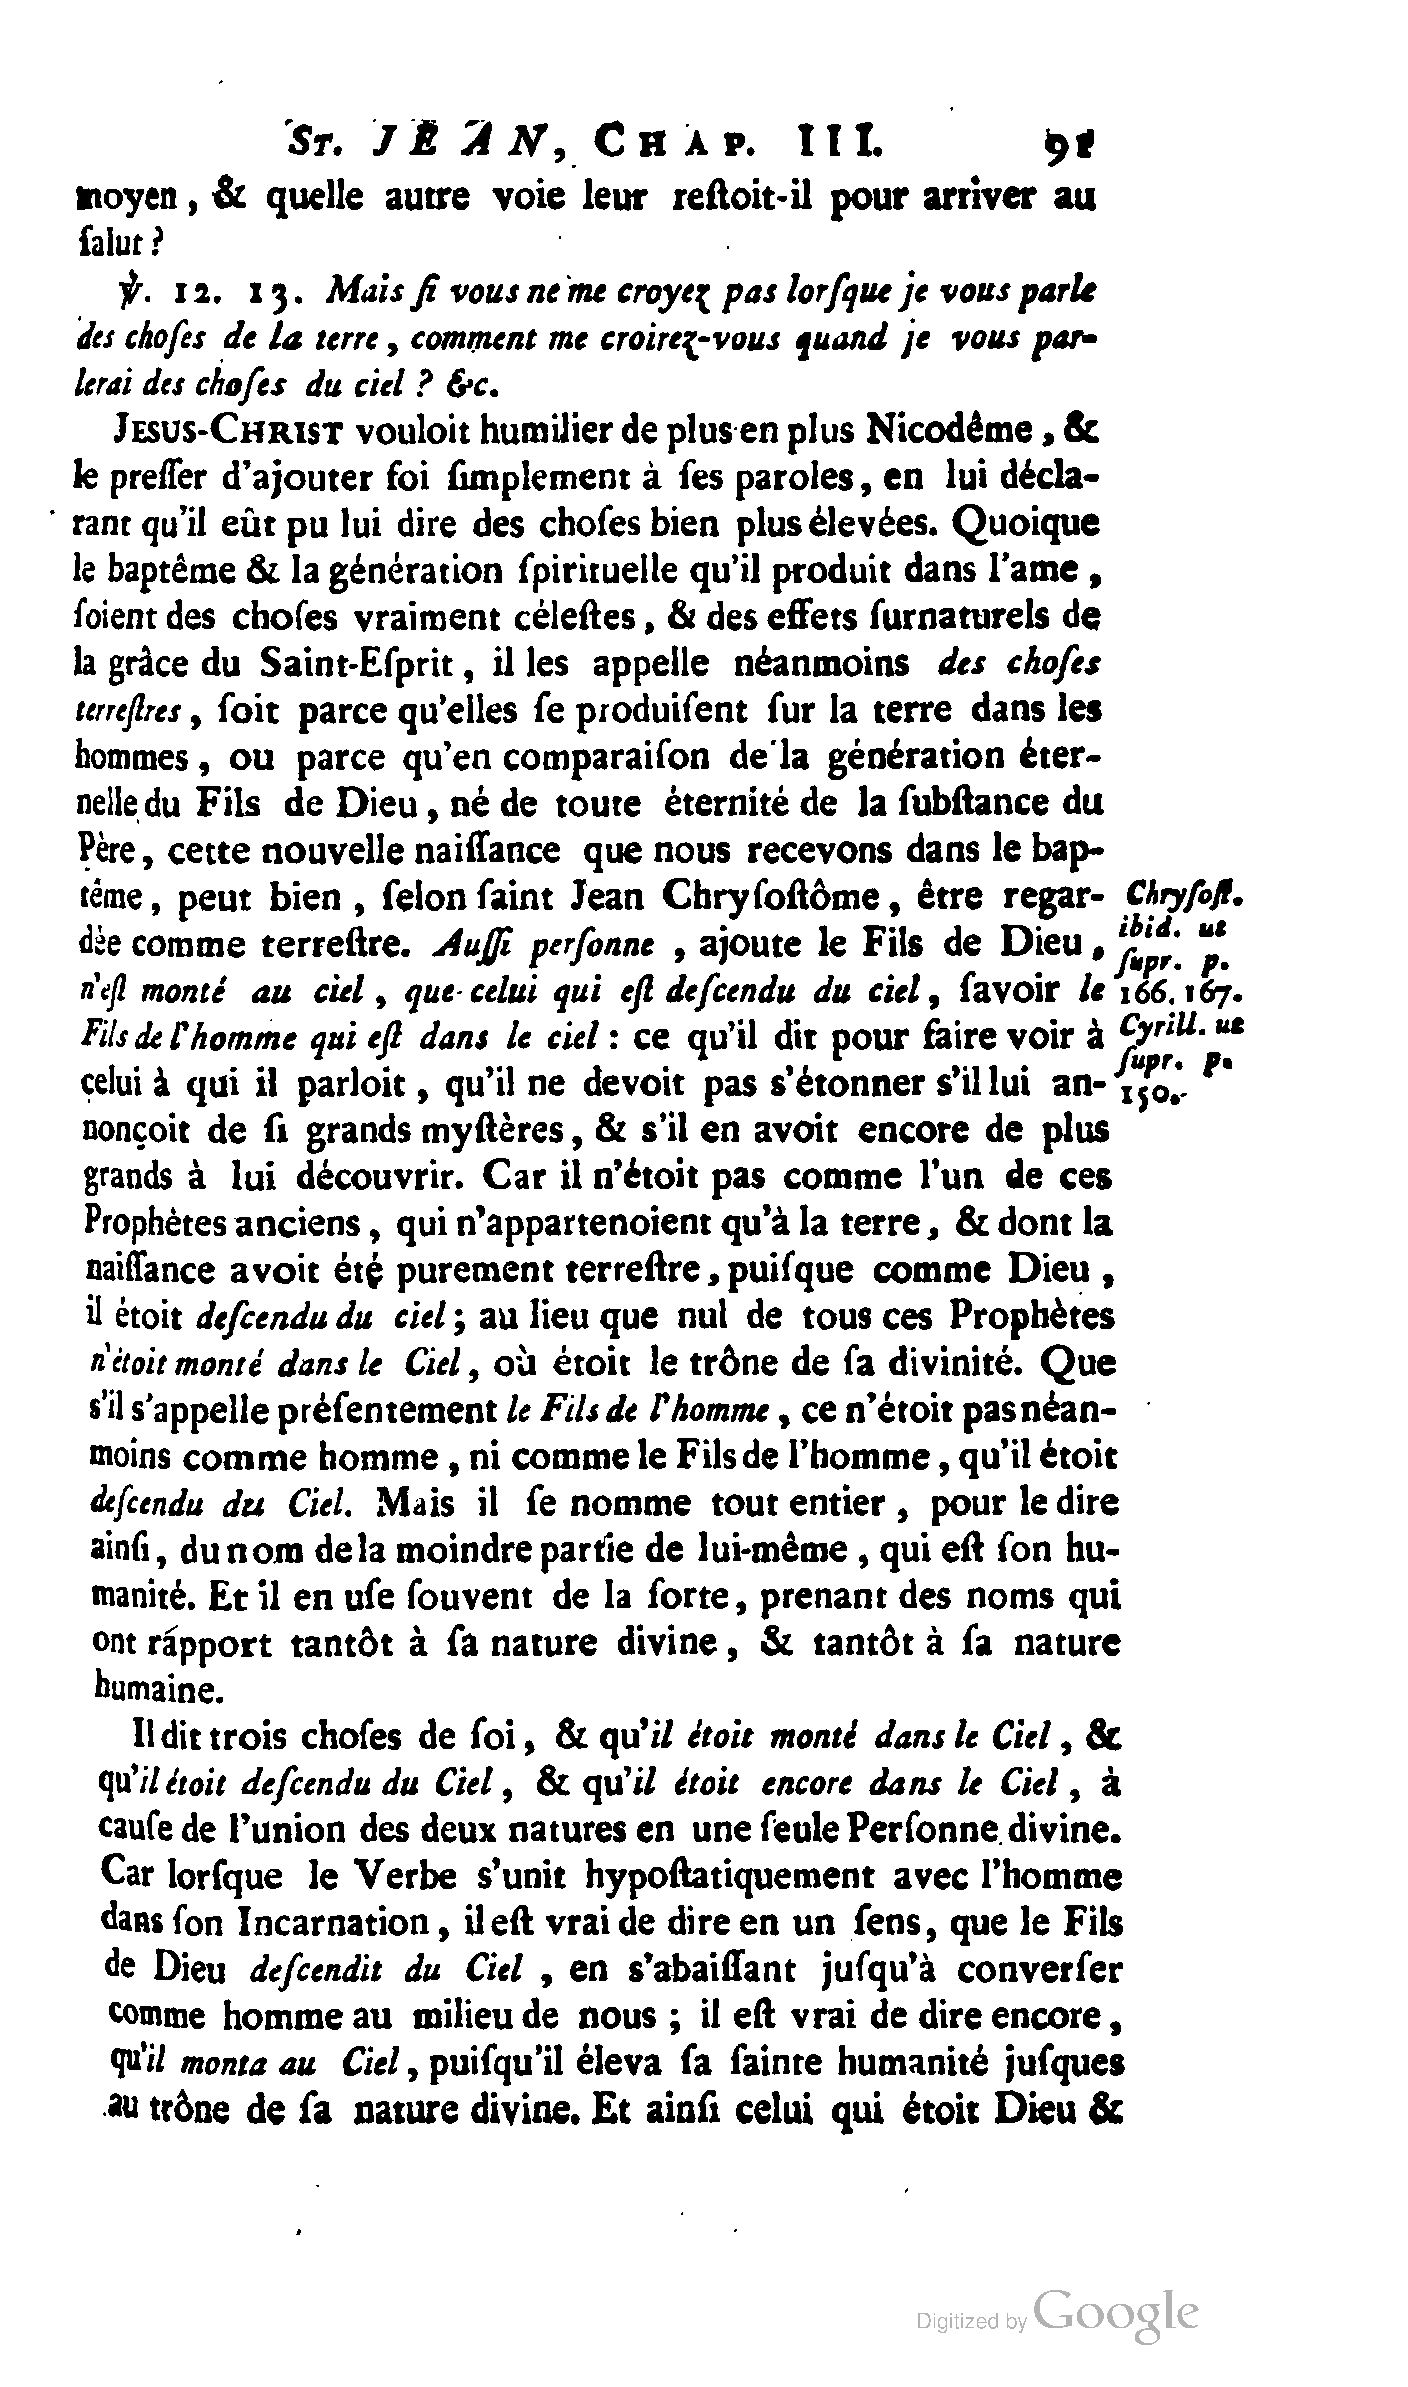 ST. JEAN, CHAP. III. 91
moyen, & quelle autre voie leur reſtoit-il pour arriver au
ſalut?
℣. 12. 13. Mais ſi vous ne me croyez pas lorſque je vous parle
des choſes de la terre, comment me croirez-vous quand je vous par-
lerai des choſes du ciel ? &c.
JESUS-CHRIST vouloit humilier de plus en plus Nicodême, &
le preſſer d'ajouter foi ſimplement à ſes paroles, en lui décla-
rant qu'il eût pu lui dire des choſes bien plus élevées. Quoique
le baptême & la génération ſpirituelle qu'il produit dans l'ame,
ſoient des choſes vraiment céleſtes, & des effets ſurnaturels de
la grâce du Saint-Eſprit, il les appelle néanmoins des choſes
terreſtres, ſoit parce qu'elles ſe produiſent ſur la terre dans les
hommes, ou parce qu'en comparaiſon de la génération éter-
nelle du Fils de Dieu, né de toute éternité de la ſubſtance du
Père, cette nouvelle naiſſance que nous recevons dans le bap-
tême, peut bien, ſelon ſaint Jean Chryſoſtôme, être regar-
dée comme terreſtre. Auſſi perſonne, ajoute le Fils de Dieu,
n'eſt monté au ciel, que celui qui eſt deſcendu du ciel, ſavoir le
Fils de l'homme qui eſt dans le ciel : ce qu'il dit pour faire voir à
celui à qui il parloit, qu'il ne devoit pas s'étonner s'il lui an-
nonçoit de ſi grands myſtères, & s'il en avoit encore de plus
grands à lui découvrir. Car il n'étoit pas comme l'un de ces
Prophètes anciens, qui n'appartenoient qu'à la terre, & dont la
naiſſance avoit été purement terreſtre, puiſque comme Dieu,
il étoit deſcendu du ciel; au lieu que nul de tous ces Prophètes
n'étoit monté dans le Ciel, où étoit le trône de ſa divinité. Que
s'il s'appelle préſentement le Fils de l'homme, ce n'étoit pas néan-
moins comme homme, ni comme le Fils de l'homme, qu'il étoit
deſcendu du Ciel. Mais il ſe nomme tout entier, pour le dire
ainſi, du nom de la moindre partie de lui-même, qui eſt ſon hu-
manité. Et il en uſe ſouvent de la ſorte, prenant des noms qui
ont rapport tantôt à ſa nature divine, & tantôt à ſa nature
humaine.
Il dit trois choſes de ſoi, & qu'il étoit monté dans le Ciel, &
qu'il étoit deſcendu du Ciel, & qu'il étoit encore dans le Ciel, à
cauſe de l'union des deux natures en une ſeule Perſonne divine.
Car lorſque le Verbe s'unit hypoſtatiquement avec l'homme
dans ſon Incarnation, il eſt vrai de dire en un ſens, que le Fils
de Dieu deſcendit du Ciel, en s'abaiſſant juſqu'à converſer
comme homme au milieu de nous ; il eſt vrai de dire encore,
qu'il monta au Ciel, puiſqu'il éleva ſa ſainte humanité juſques
au trône de ſa nature divine. Et ainſi celui qui étoit Dieu &
Chryſoſt.
ibid. ut
ſupr. p.
166. 167.
Cyrill. ut
ſupr. p.
150.
Digitized by Google